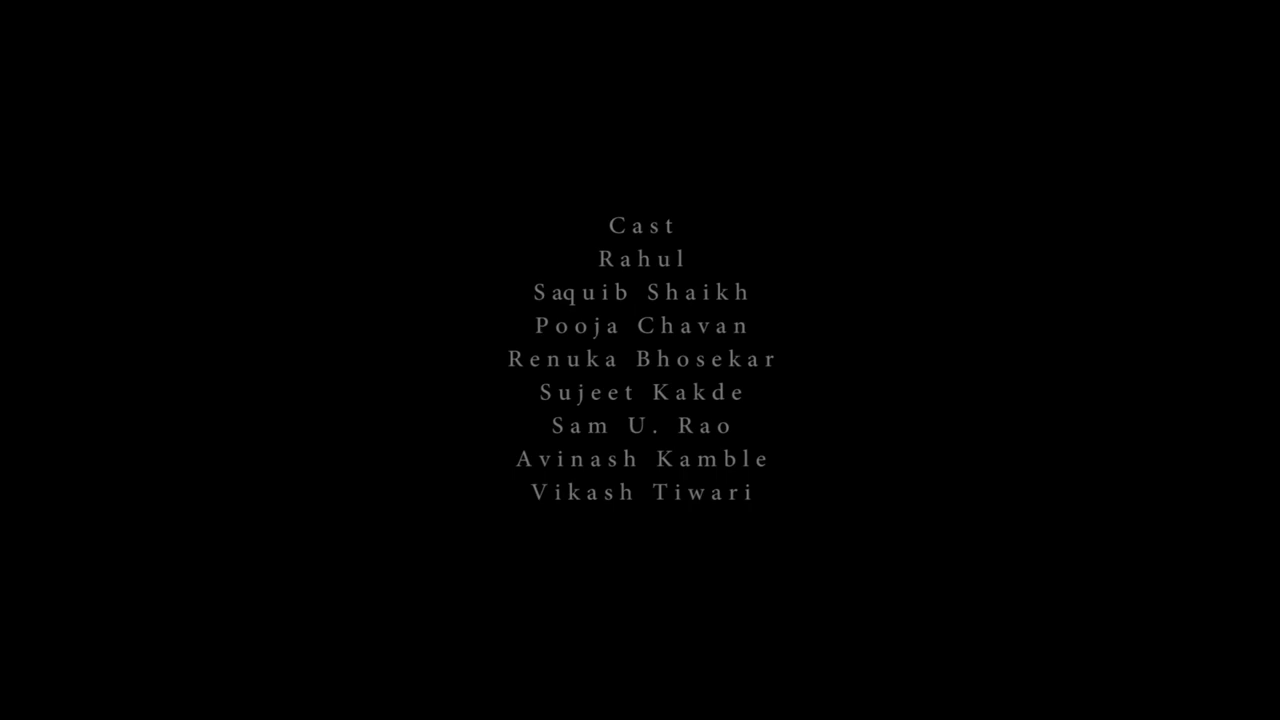 Cast
Rahul
Saquib Shaikh
Pooja Chavan
Renuka Bhosekar
Sujeet Kakde
Sam U. Rao
Avinash Kamble
Vikash Tiwari